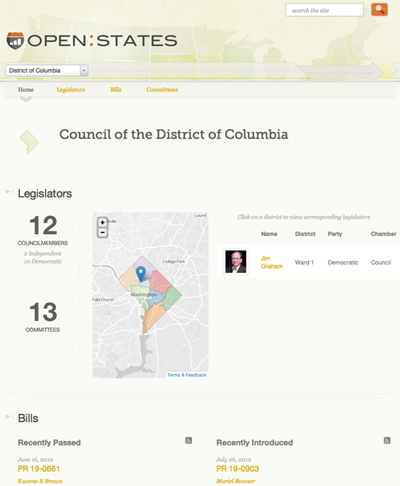 search the site
OPEN:STATES
District of Columbia
Home Legislators Bills Committees
Council of the District of Columbia
Legislators
12
COUNCILMEMBERS
2 Independent
10 Democratic
13
COMMITTEES
+
−
Laurel
College Park
Falls Church
Washington
Terms & Feedback
Click on a district to view corresponding legislators
Name District Party Chamber
Jim Graham Ward 1 Democratic Council
Bills
Recently Passed
June 16, 2012
PR 19-0661
Kwame R Brown
Recently Introduced
July 26, 2012
PR 19-0903
Muriel Bowser